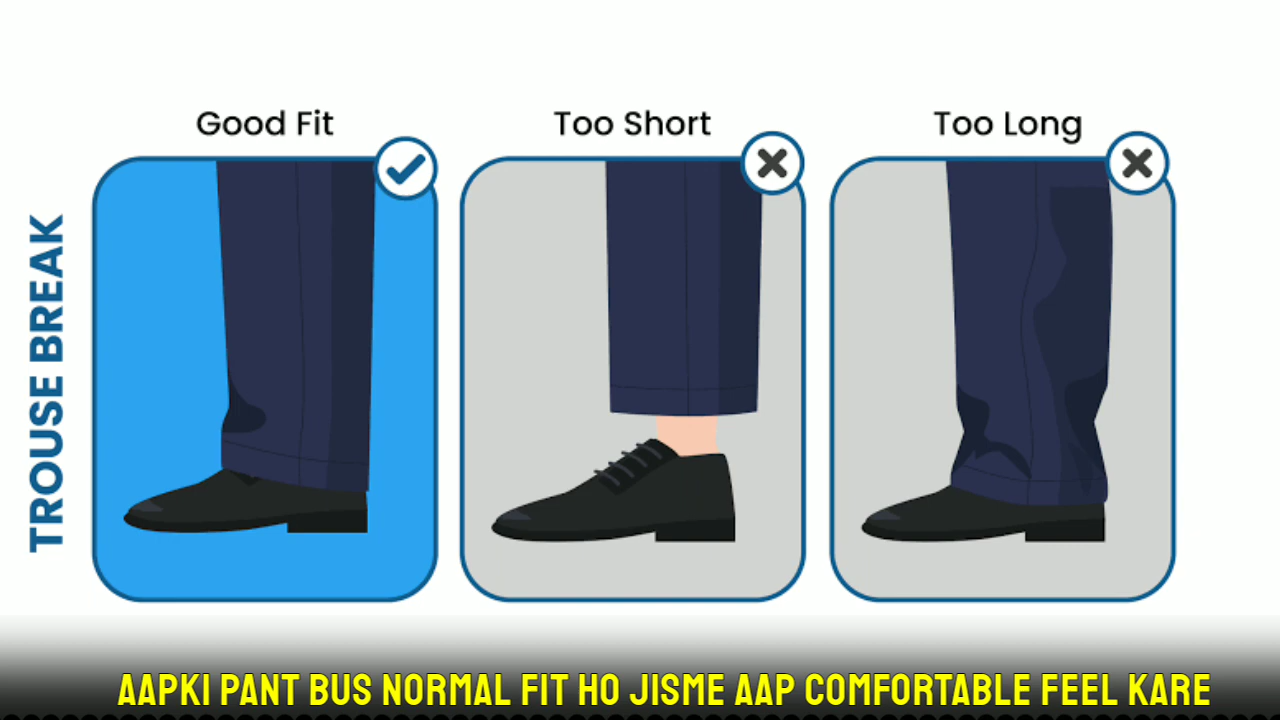 Good Fit
Too Short
Too Long
TROUSE BREAK
AAPKI PANT BUS NORMAL FIT HO JISME AAP COMFORTABLE FEEL KARE